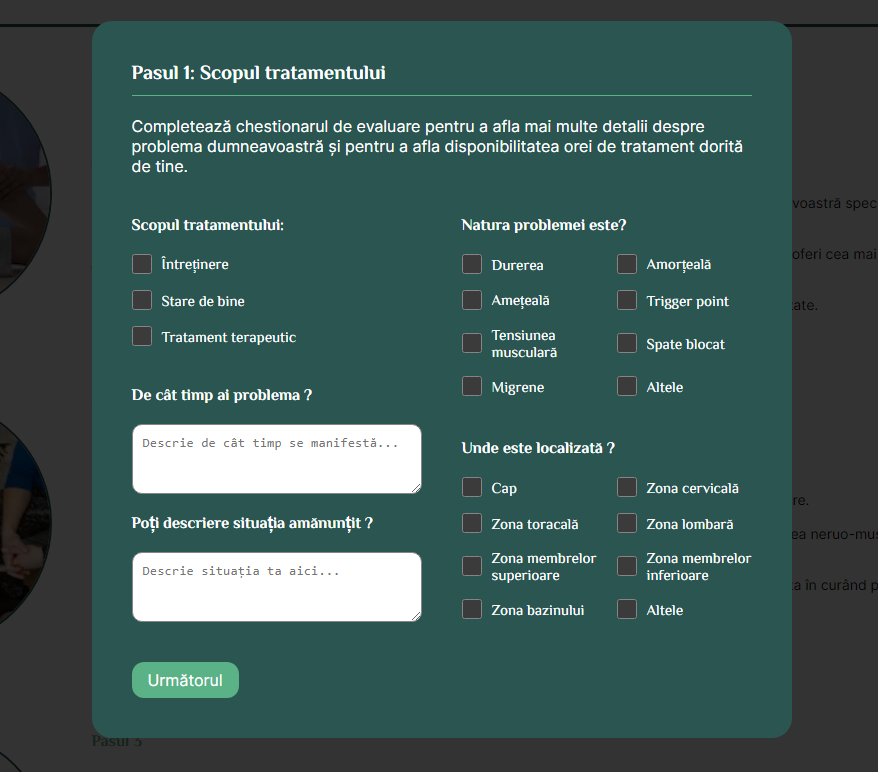 Pasul 1: Scopul tratamentului
Completează chestionarul de evaluare pentru a afla mai multe detalii despre
problema dumneavoastră și pentru a afla disponibilitatea orei de tratament dorită
de tine.
Scopul tratamentului:
Întreținere
Stare de bine
Tratament terapeutic
De cât timp ai problema ?
Descrie de cât timp se manifestă...
Poți descriere situația amănunțit ?
Descrie situația ta aici...
Natura problemei este?
Durerea
Amorțeală
Amețeală
Trigger point
Tensiunea
musculară
Spate blocat
Migrene
Altele
Unde este localizată ?
Cap
Zona cervicală
Zona toracală
Zona lombară
Zona membrelor
superioare
Zona membrelor
inferioare
Zona bazinului
Altele
Următorul
voastră spec
oferi cea mai
ate.
re.
ea neruo-mus
a în curând p